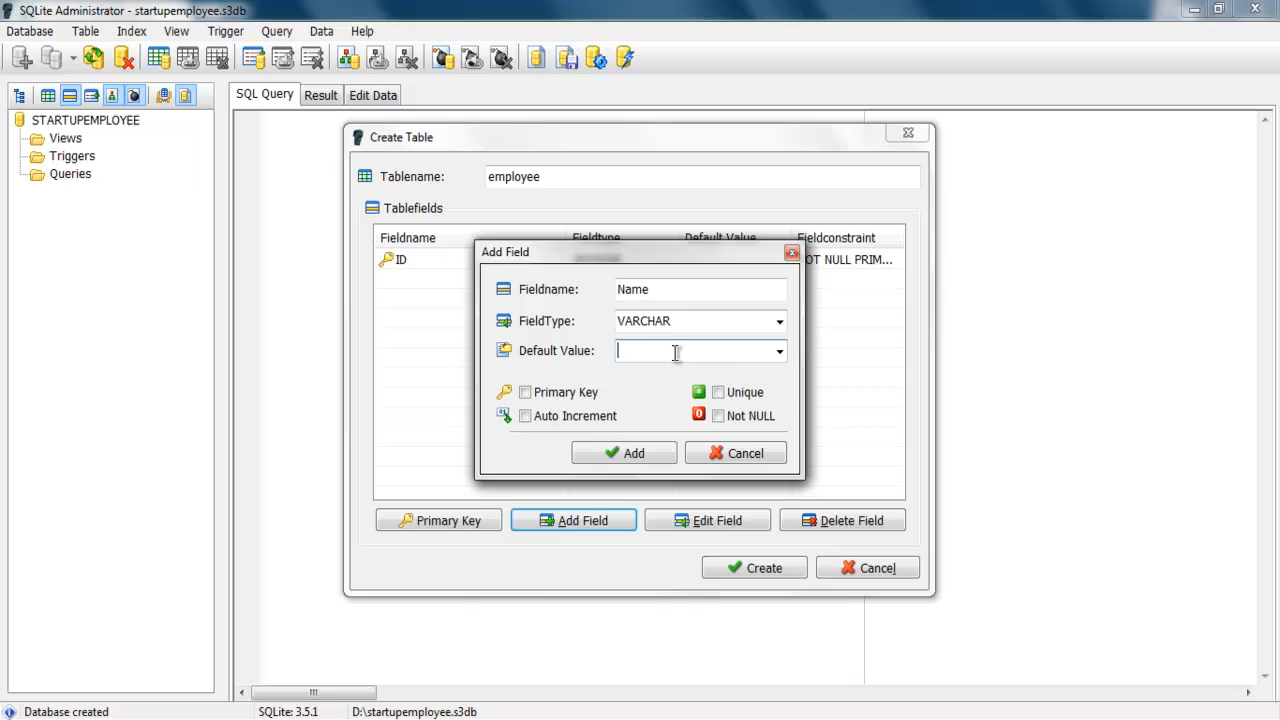 SQLite Administrator - startupemployee.s3db
Database Table Index View Trigger Query Data Help
SQL Query Result Edit Data
STARTUPEMPLOYEE
Views
Triggers
Queries
Create Table
Tablename: employee
Tablefields
Fieldname Fieldtype Default Value Fieldconstraint
ID OT NULL PRIM...
Add Field
Fieldname: Name
FieldType: VARCHAR
Default Value:
Primary Key Unique
Auto Increment Not NULL
Add Cancel
Primary Key Add Field Edit Field Delete Field
Create Cancel
Database created SQLite: 3.5.1 D:\startupemployee.s3db